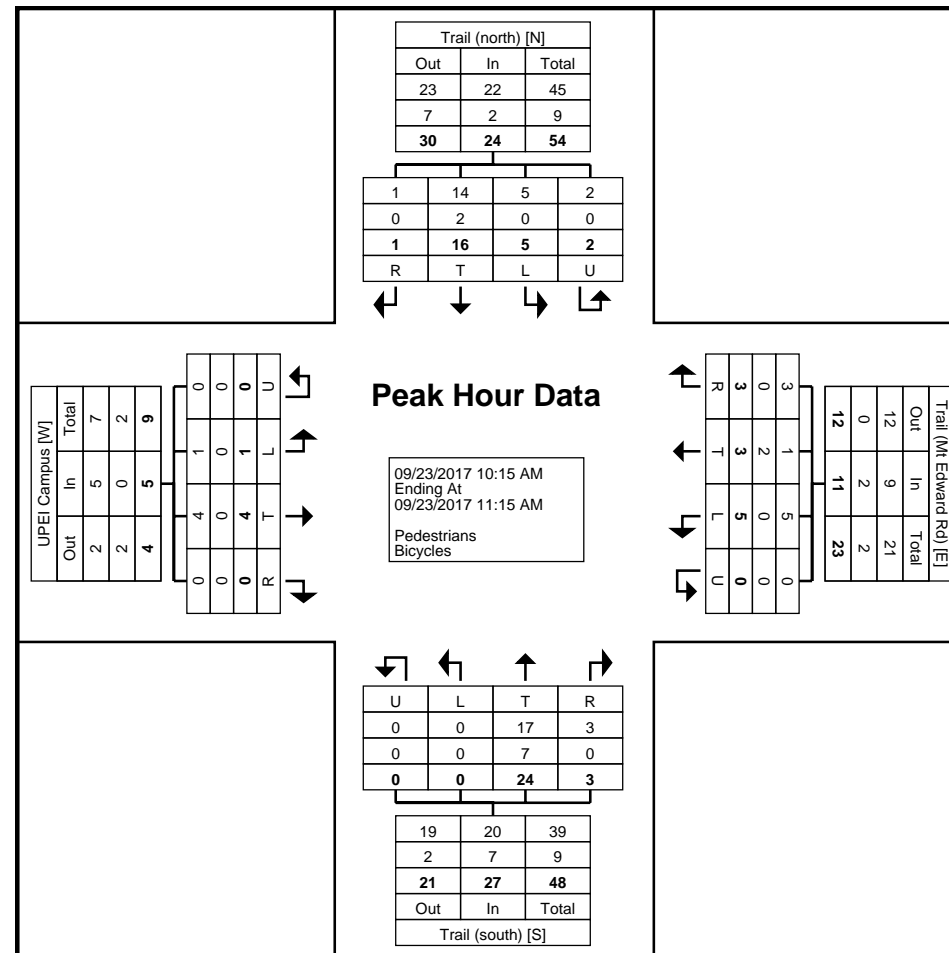 Trail (north) [N]
Out In Total
23 22 45
7 2 9
30 24 54
1 14 5 2
0 2 0 0
1 16 5 2
R T L U
Peak Hour Data
09/23/2017 10:15 AM
Ending At
09/23/2017 11:15 AM
Pedestrians
Bicycles
UPEI Campus [W]
Out In Total
2 5 7
2 0 2
4 5 9
0 4 1 0
0 0 0 0
0 4 1 0
R T L U
Trail (Mt Edward Rd) [E]
Out In Total
12 9 21
0 2 2
12 11 23
3 1 5 0
0 2 0 0
3 3 5 0
R T L U
U L T R
0 0 17 3
0 0 7 0
0 0 24 3
19 20 39
2 7 9
21 27 48
Out In Total
Trail (south) [S]